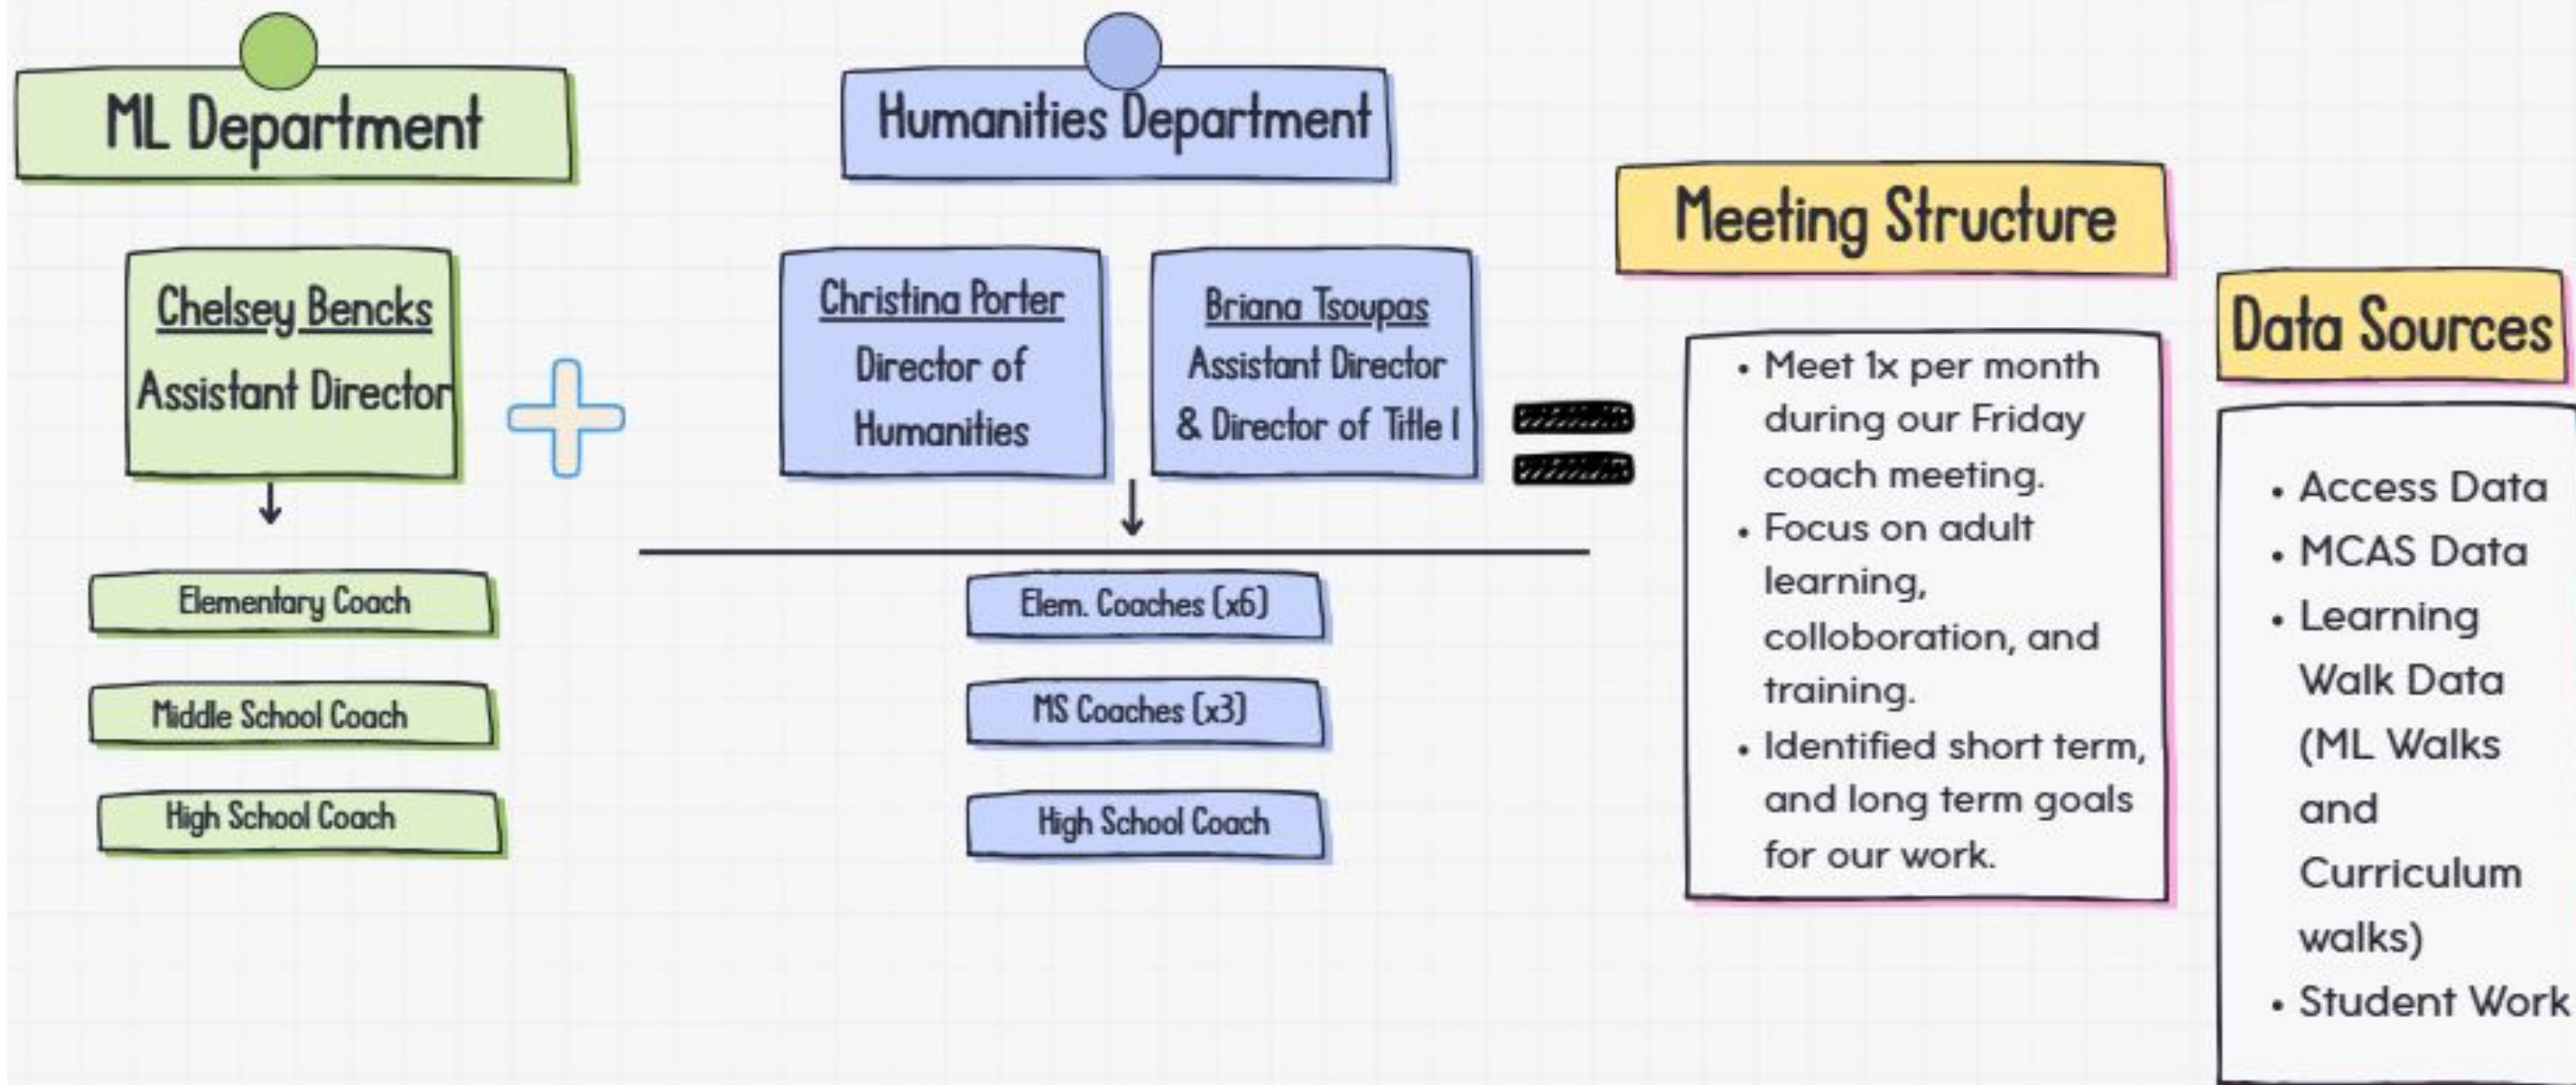 ML Department
Chelsey Bencks
Assistant Director
Elementary Coach
Middle School Coach
High School Coach
Humanities Department
Christina Porter
Director of
Humanities
Briana Tsoupas
Assistant Director
& Director of Title I
Elem. Coaches (x6)
MS Coaches (x3)
High School Coach
Meeting Structure
• Meet 1x per month
during our Friday
coach meeting.
• Focus on adult
learning,
colloboration, and
training.
• Identified short term,
and long term goals
for our work.
Data Sources
• Access Data
• MCAS Data
• Learning
Walk Data
(ML Walks
and
Curriculum
walks)
• Student Work